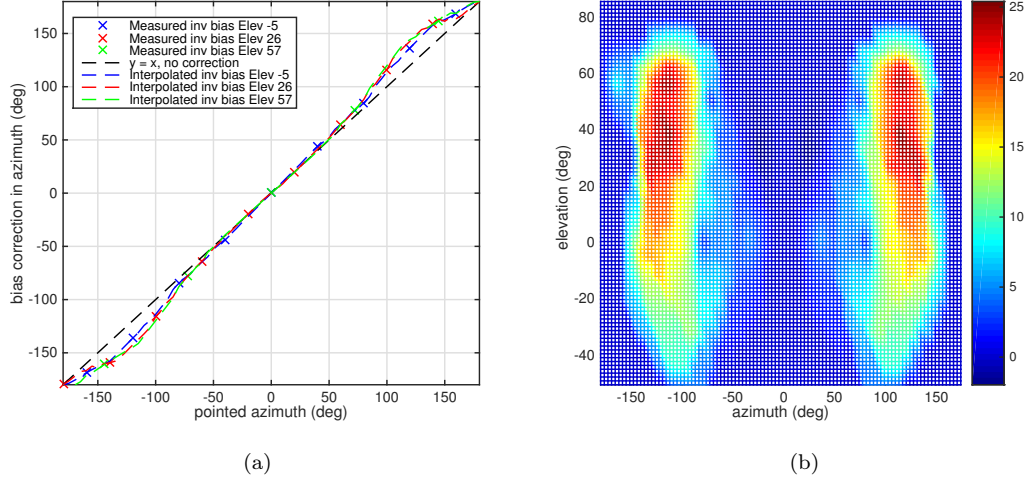 Measured inv bias Elev -5
Measured inv bias Elev 26
Measured inv bias Elev 57
y = x, no correction
Interpolated inv bias Elev -5
Interpolated inv bias Elev 26
Interpolated inv bias Elev 57
bias correction in azimuth (deg)
150
100
50
0
-50
-100
-150
-150 -100 -50 0 50 100 150
pointed azimuth (deg)
(a)
elevation (deg)
80
60
40
20
0
-20
-40
-150 -100 -50 0 50 100 150
azimuth (deg)
25
20
15
10
5
0
(b)